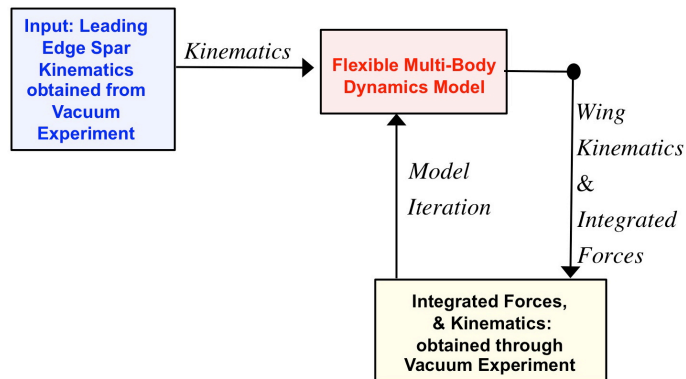 Input: Leading
Edge Spar
Kinematics
obtained from
Vacuum
Experiment
Kinematics
Flexible Multi-Body
Dynamics Model
Wing
Kinematics
&
Integrated
Forces
Model
Iteration
Integrated Forces,
& Kinematics:
obtained through
Vacuum Experiment